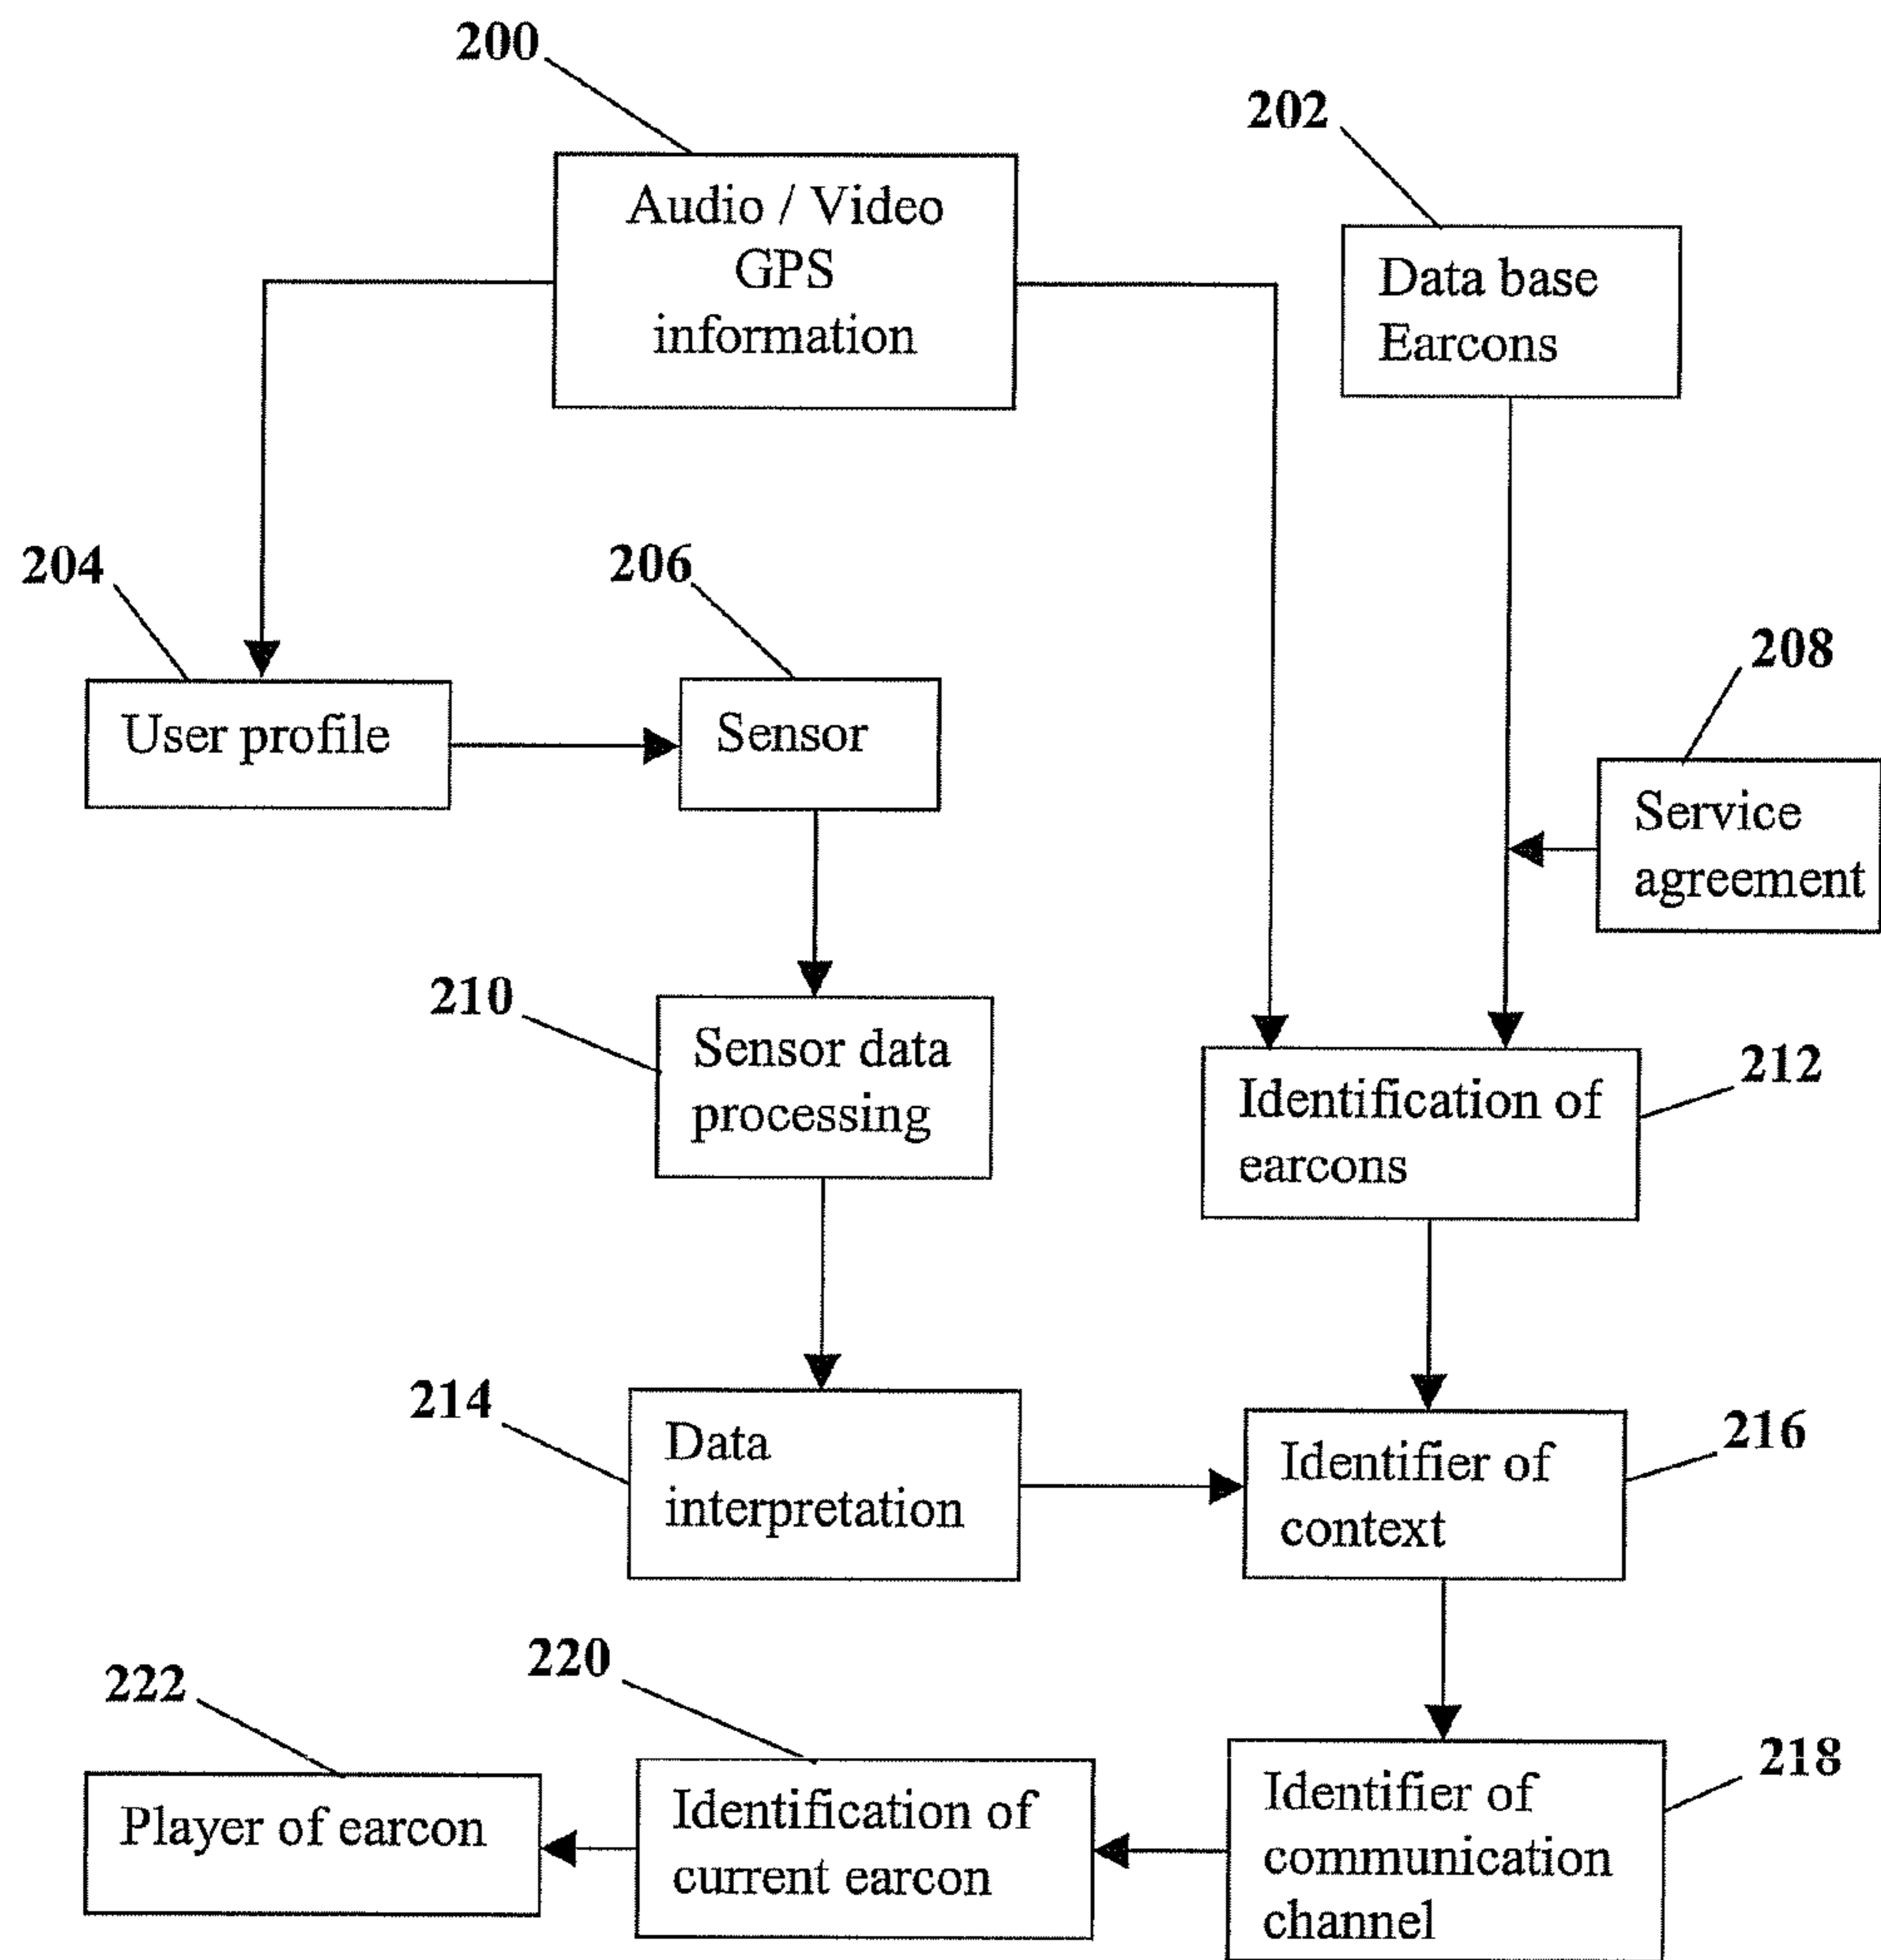 200
202
Audio / Video
GPS
information
Data base
Earcons
204
206
208
User profile
Sensor
Service
agreement
210
Sensor data
processing
212
Identification of
earcons
214
Data
interpretation
216
Identifier of
context
222
220
218
Player of earcon
Identification of
current earcon
Identifier of
communication
channel